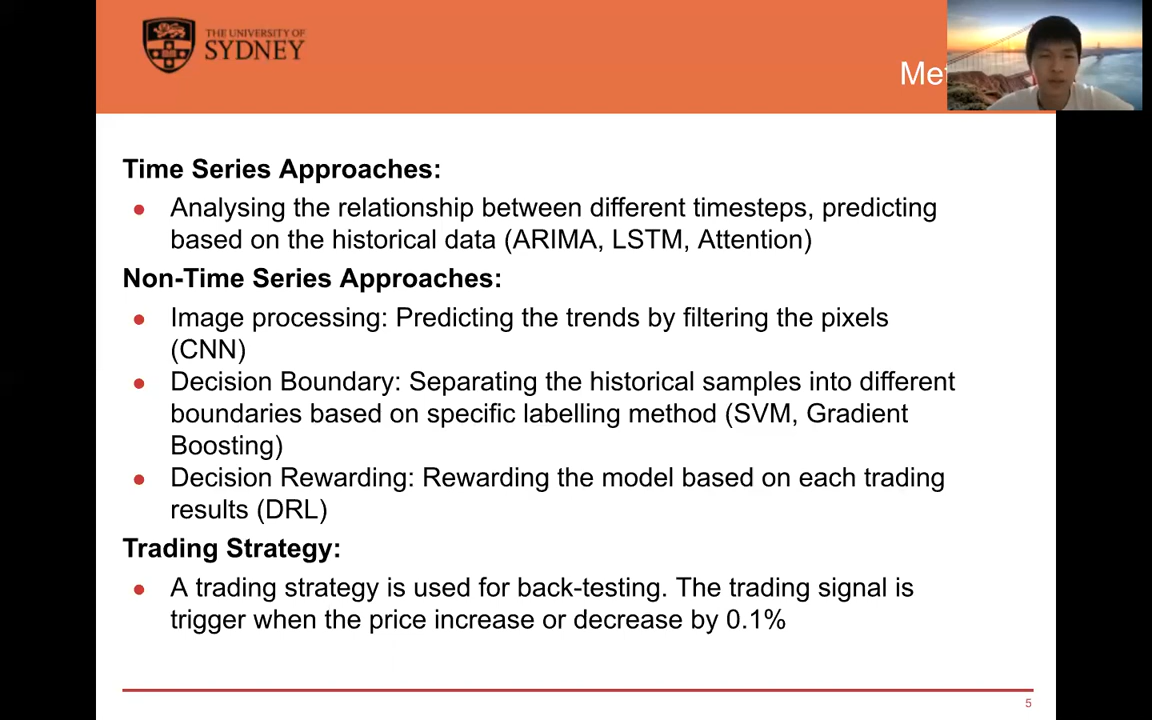 THE UNIVERSITY OF
SYDNEY
Time Series Approaches:
● Analysing the relationship between different timesteps, predicting
based on the historical data (ARIMA, LSTM, Attention)
Non-Time Series Approaches:
● Image processing: Predicting the trends by filtering the pixels
(CNN)
● Decision Boundary: Separating the historical samples into different
boundaries based on specific labelling method (SVM, Gradient
Boosting)
● Decision Rewarding: Rewarding the model based on each trading
results (DRL)
Trading Strategy:
● A trading strategy is used for back-testing. The trading signal is
trigger when the price increase or decrease by 0.1%
5